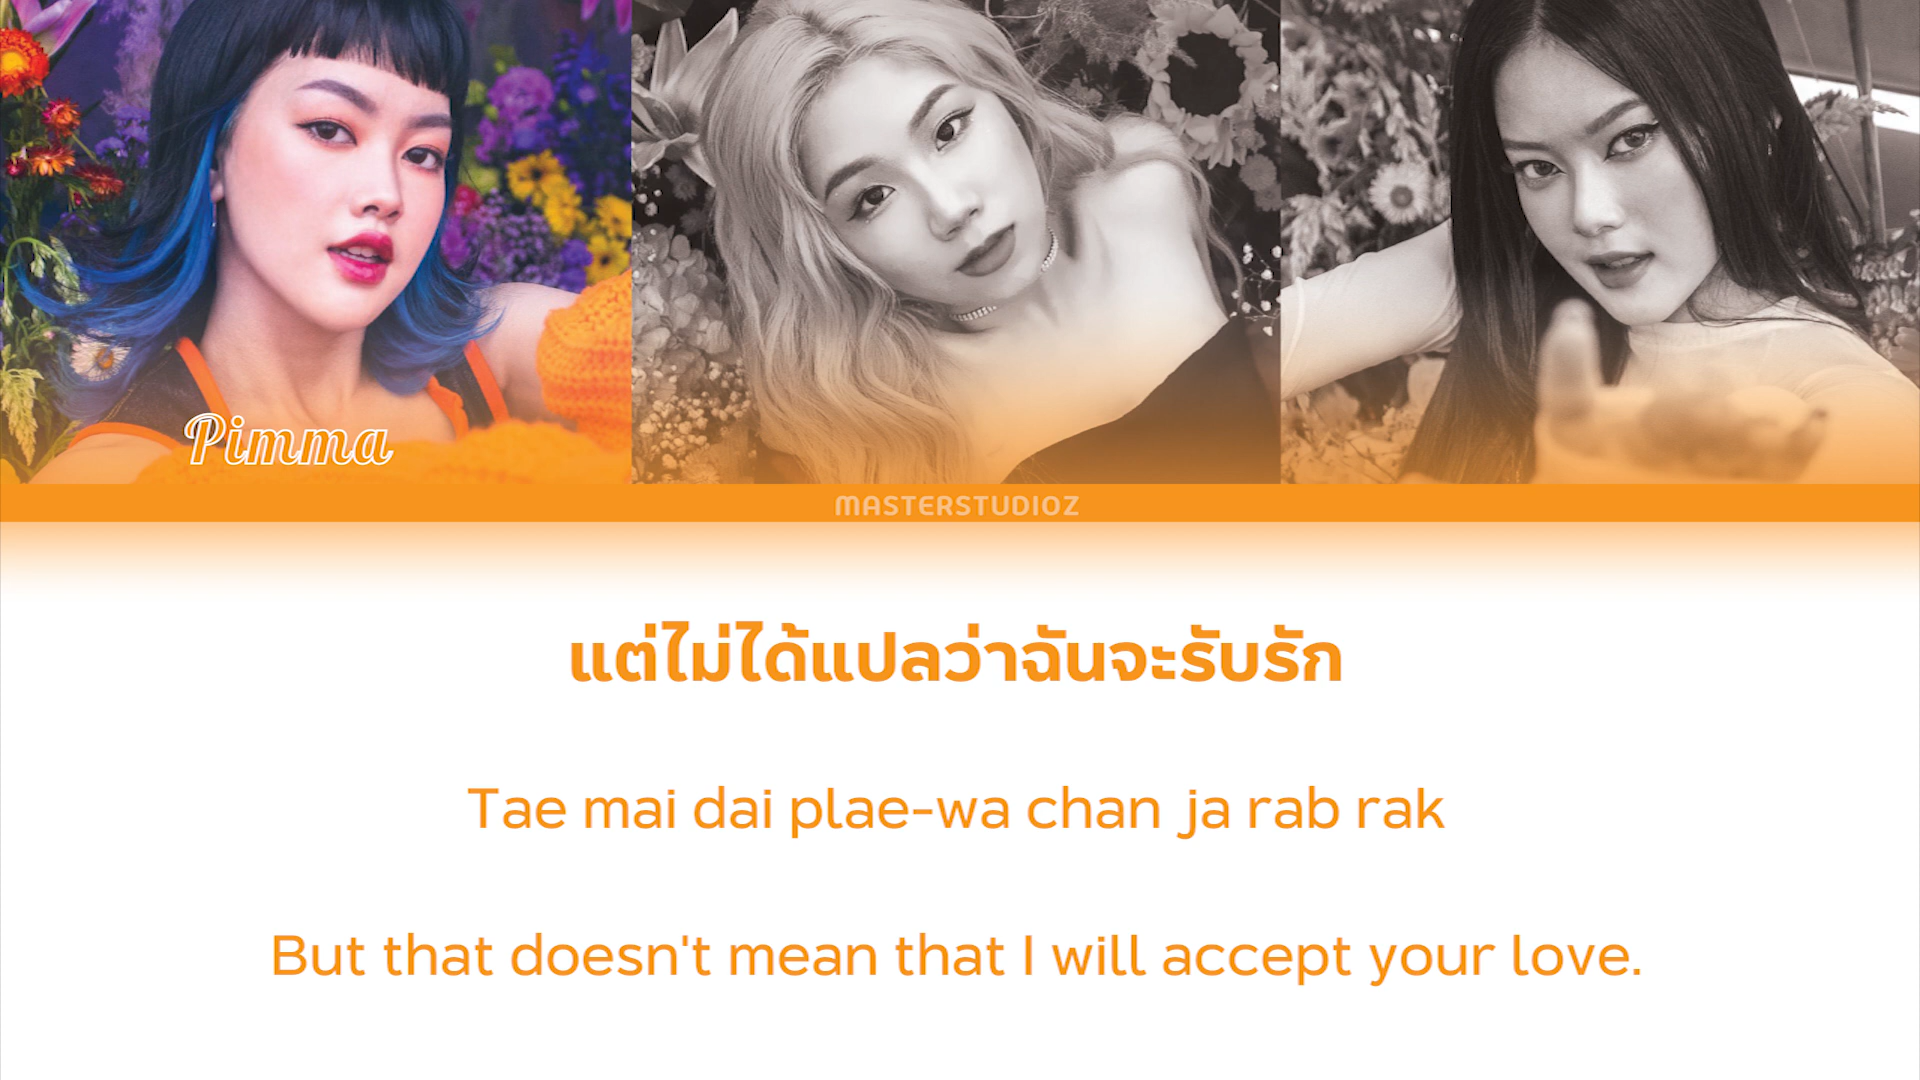 Pimma
MASTERSTUDIOZ
แต่ไม่ได้แปลว่าฉันจะรับรัก
Tae mai dai plae-wa chan ja rab rak
But that doesn't mean that I will accept your love.